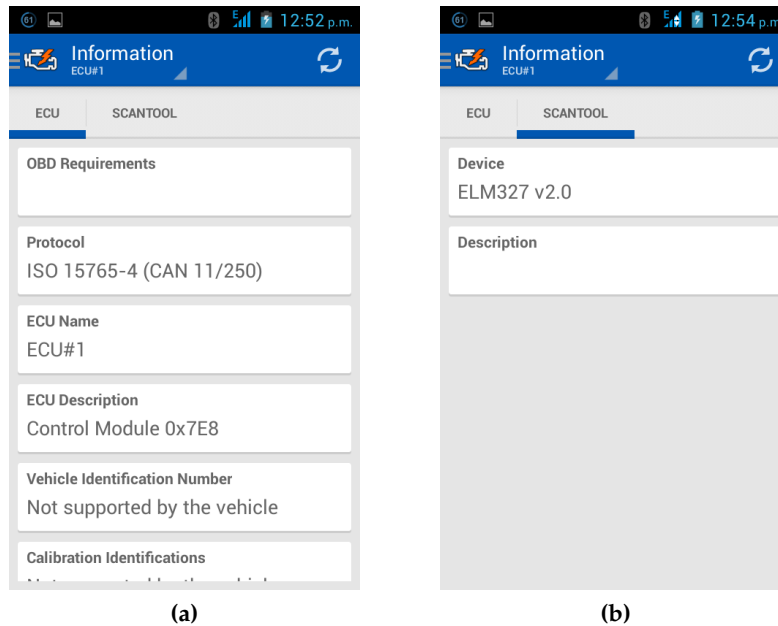 61
E
12:52 p.m.
Information
ECU#1
ECU
SCANTOOL
OBD Requirements
Protocol
ISO 15765-4 (CAN 11/250)
ECU Name
ECU#1
ECU Description
Control Module 0x7E8
Vehicle Identification Number
Not supported by the vehicle
Calibration Identifications
(a)
61
E
12:54 p.m
Information
ECU#1
ECU
SCANTOOL
Device
ELM327 v2.0
Description
(b)